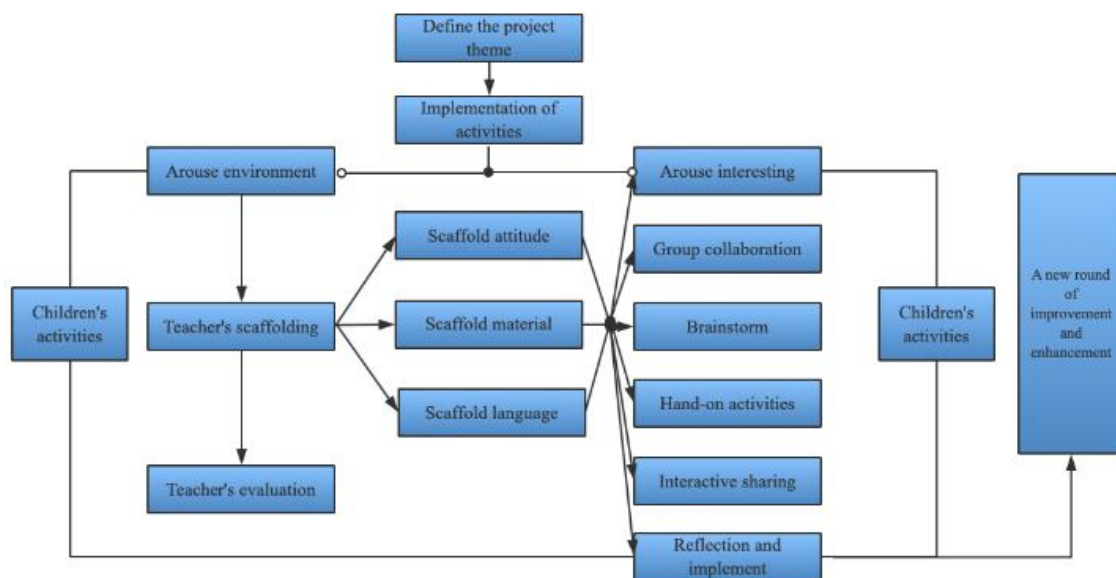 Define the project
theme
Implementation of
activities
Arouse environment
Arouse interesting
Scaffold attitude
Group collaboration
Children's
activities
Teacher's scaffolding
Scaffold material
Brainstorm
Children's
activities
A new round
of
improvement
and
enhancement
Scaffold language
Hand-on activities
Teacher's evaluation
Interactive sharing
Reflection and
implement